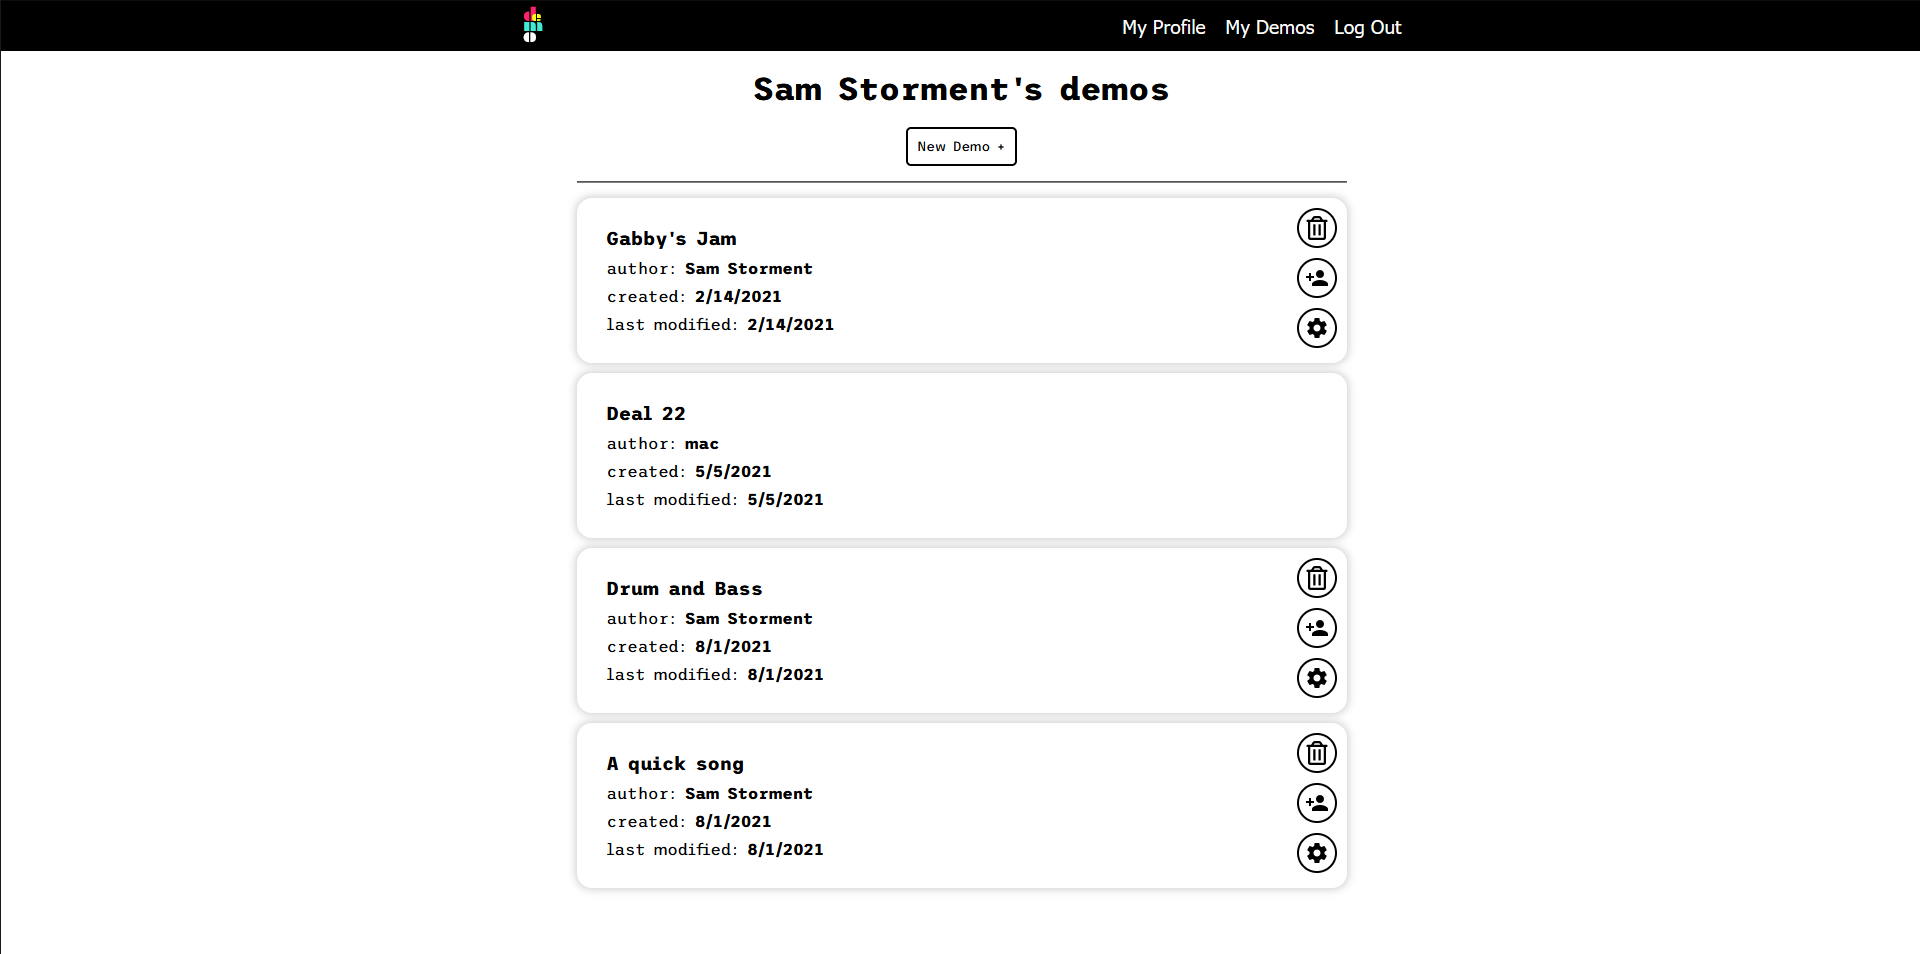 demo
My Profile My Demos Log Out
Sam Storment's demos
New Demo +
Gabby's Jam
author: Sam Storment
created: 2/14/2021
last modified: 2/14/2021
Deal 22
author: mac
created: 5/5/2021
last modified: 5/5/2021
Drum and Bass
author: Sam Storment
created: 8/1/2021
last modified: 8/1/2021
A quick song
author: Sam Storment
created: 8/1/2021
last modified: 8/1/2021